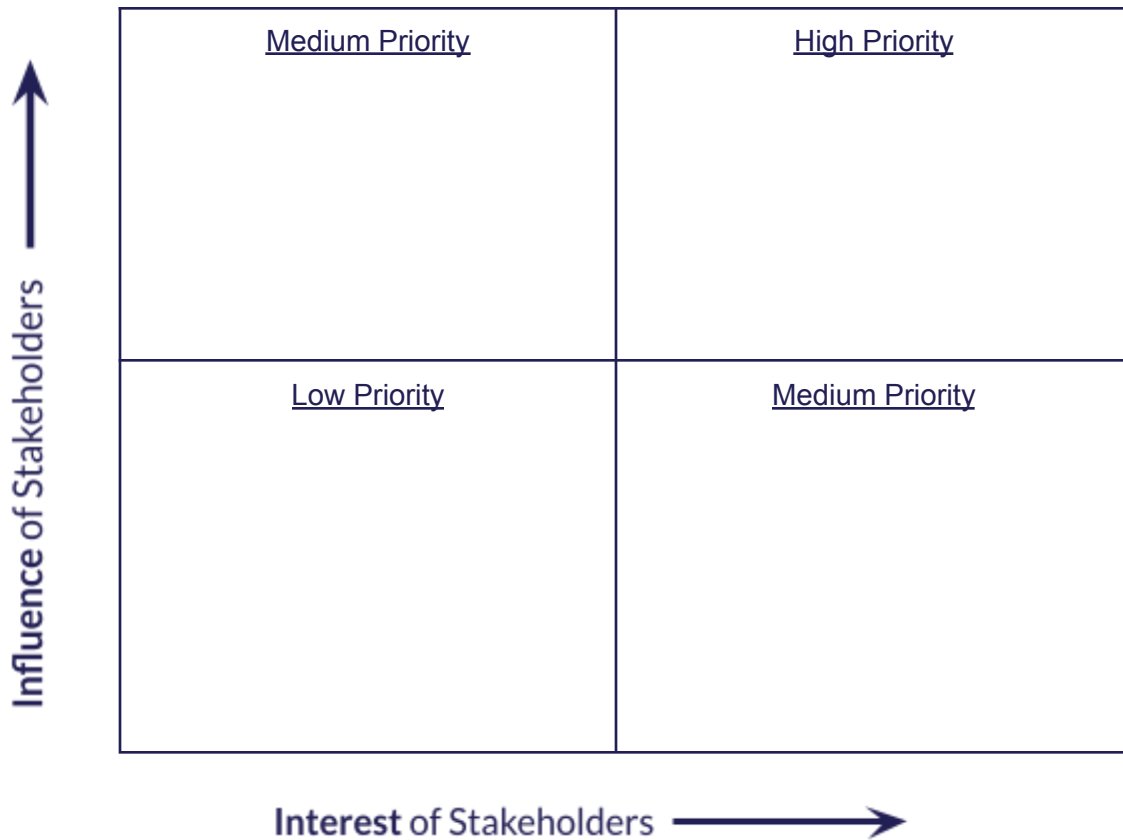 Medium Priority
High Priority
Low Priority
Medium Priority
Influence of Stakeholders
Interest of Stakeholders